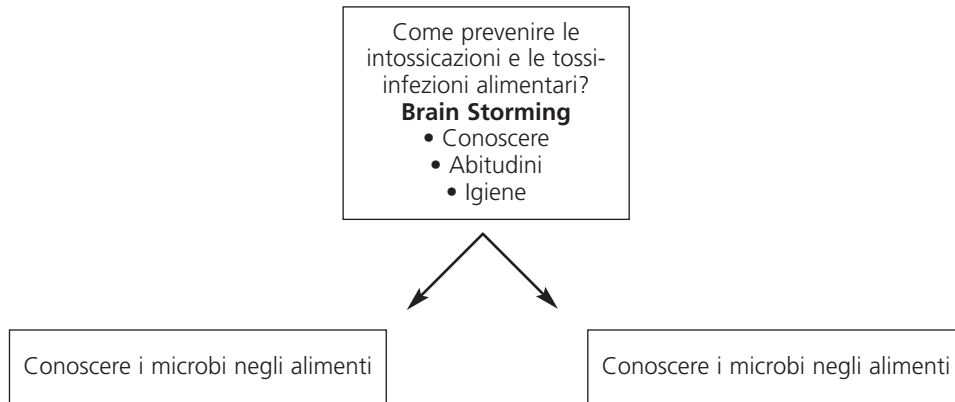 Come prevenire le
intossicazioni e le tossi-
infezioni alimentari?
Brain Storming
• Conoscere
• Abitudini
• Igiene
Conoscere i microbi negli alimenti
Conoscere i microbi negli alimenti